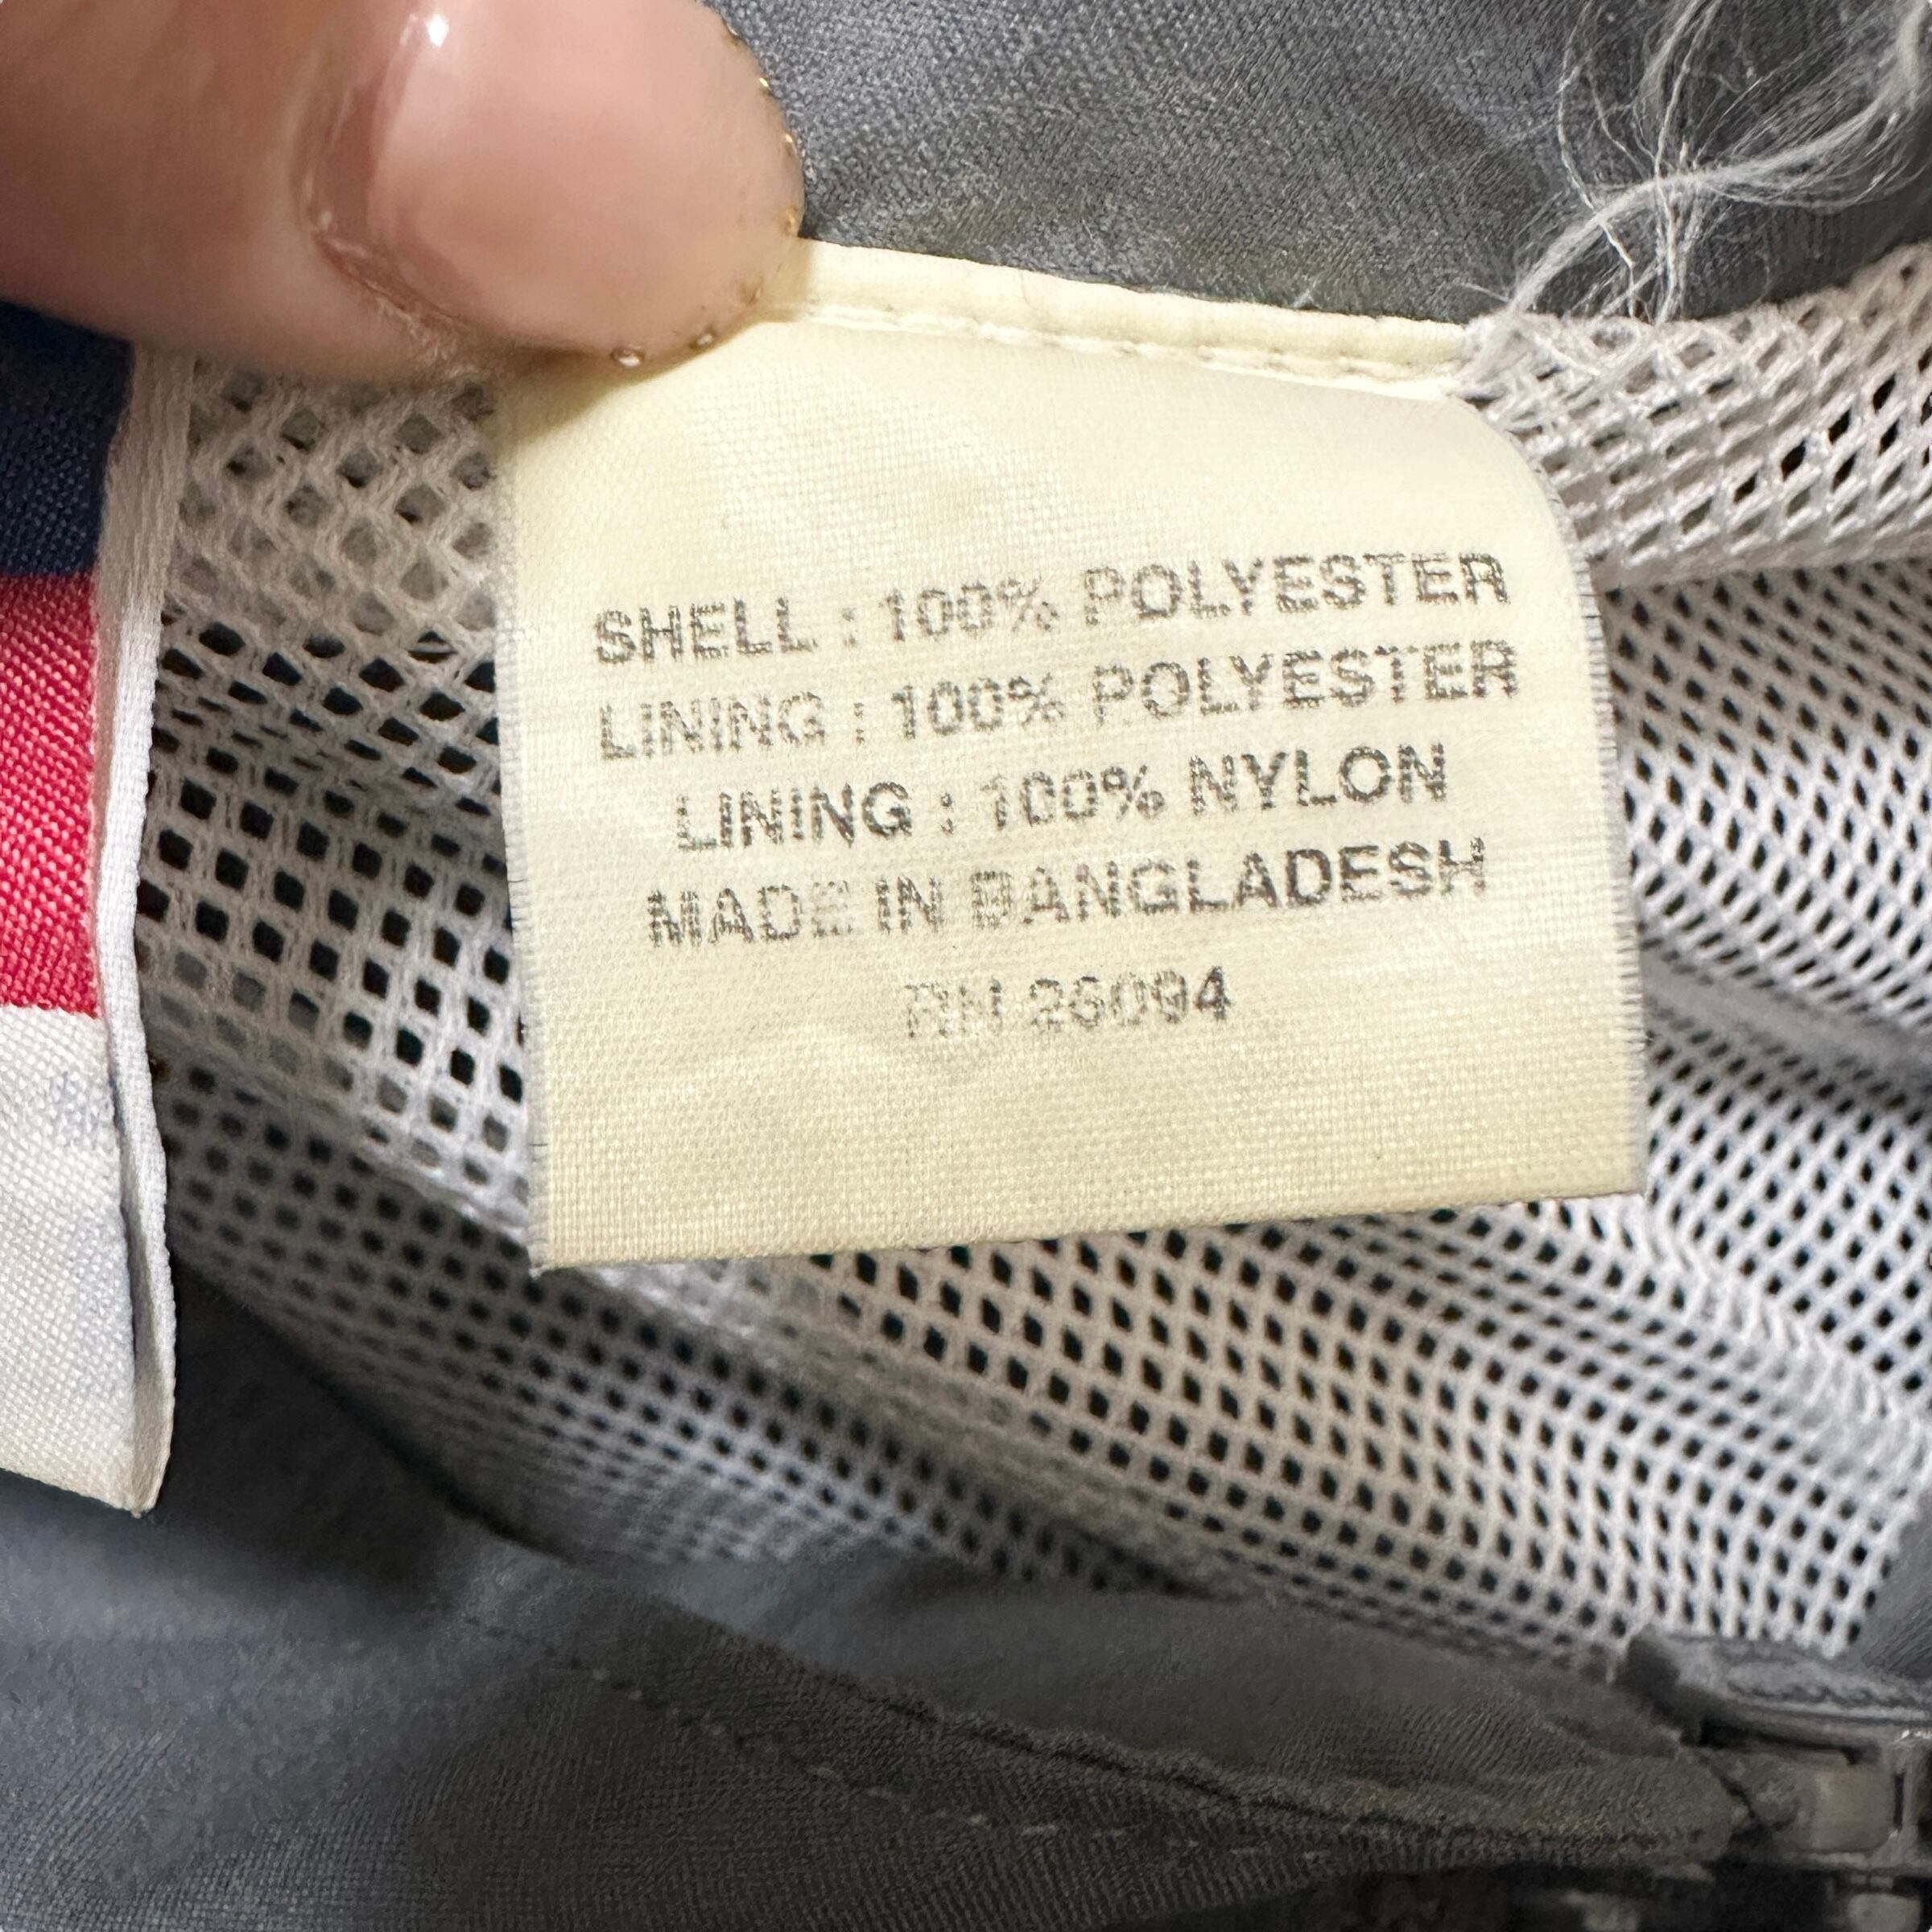 SHELL : 100% POLYESTER
LINING : 100% POLYESTER
LINING : 100% NYLON
MADE IN BANGLADESH
RN 26094